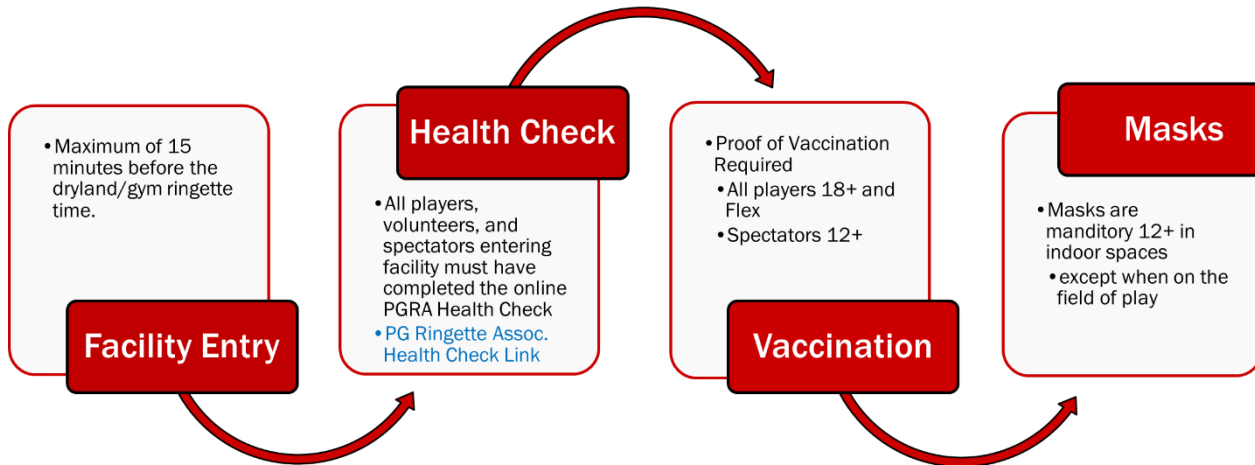 •Maximum of 15
minutes before the
dryland/gym ringette
time.
Facility Entry
Health Check
•All players,
volunteers, and
spectators entering
facility must have
completed the online
PGRA Health Check
•PG Ringette Assoc.
Health Check Link
•Proof of Vaccination
Required
•All players 18+ and
Flex
•Spectators 12+
Vaccination
Masks
•Masks are
manditory 12+ in
indoor spaces
•except when on the
field of play